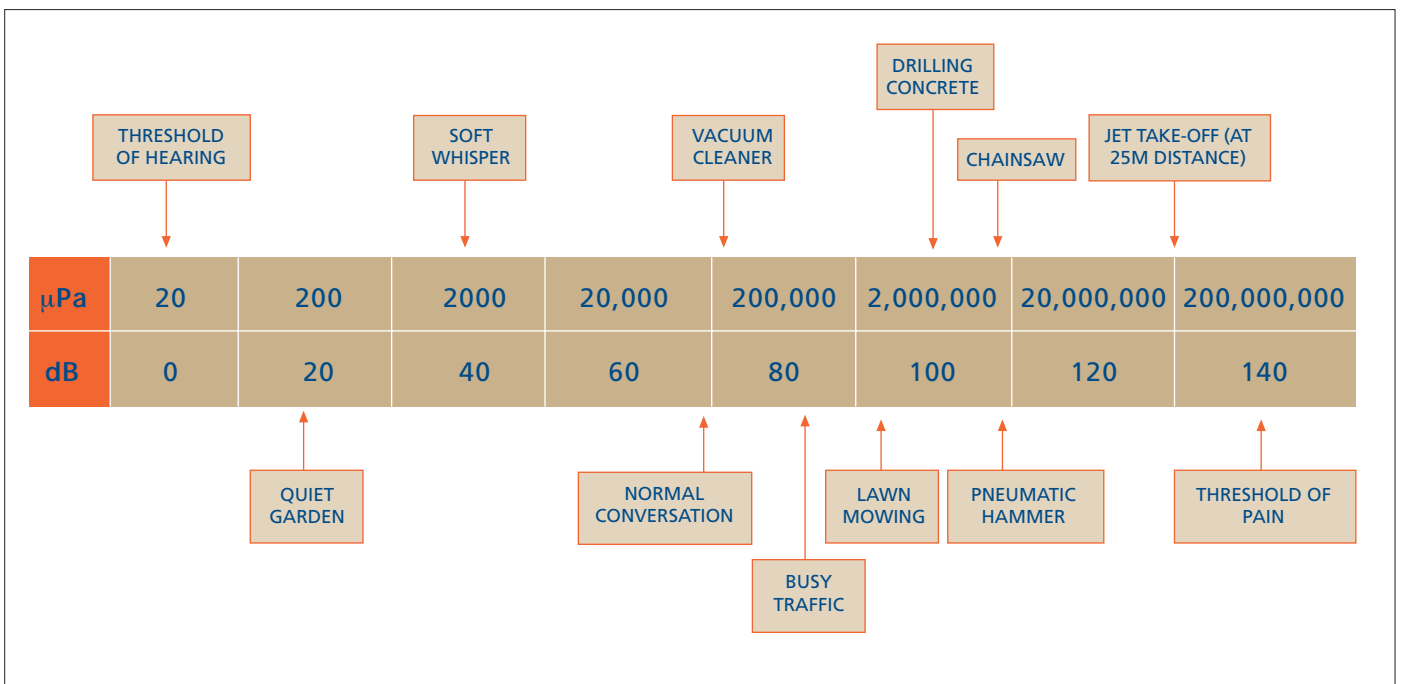 DRILLING
CONCRETE
THRESHOLD
OF HEARING
SOFT
WHISPER
VACUUM
CLEANER
CHAINSAW
JET TAKE-OFF (AT
25M DISTANCE)
μPa 20 200 2000 20,000 200,000 2,000,000 20,000,000 200,000,000
dB 0 20 40 60 80 100 120 140
QUIET
GARDEN
NORMAL
CONVERSATION
LAWN
MOWING
PNEUMATIC
HAMMER
THRESHOLD OF
PAIN
BUSY
TRAFFIC